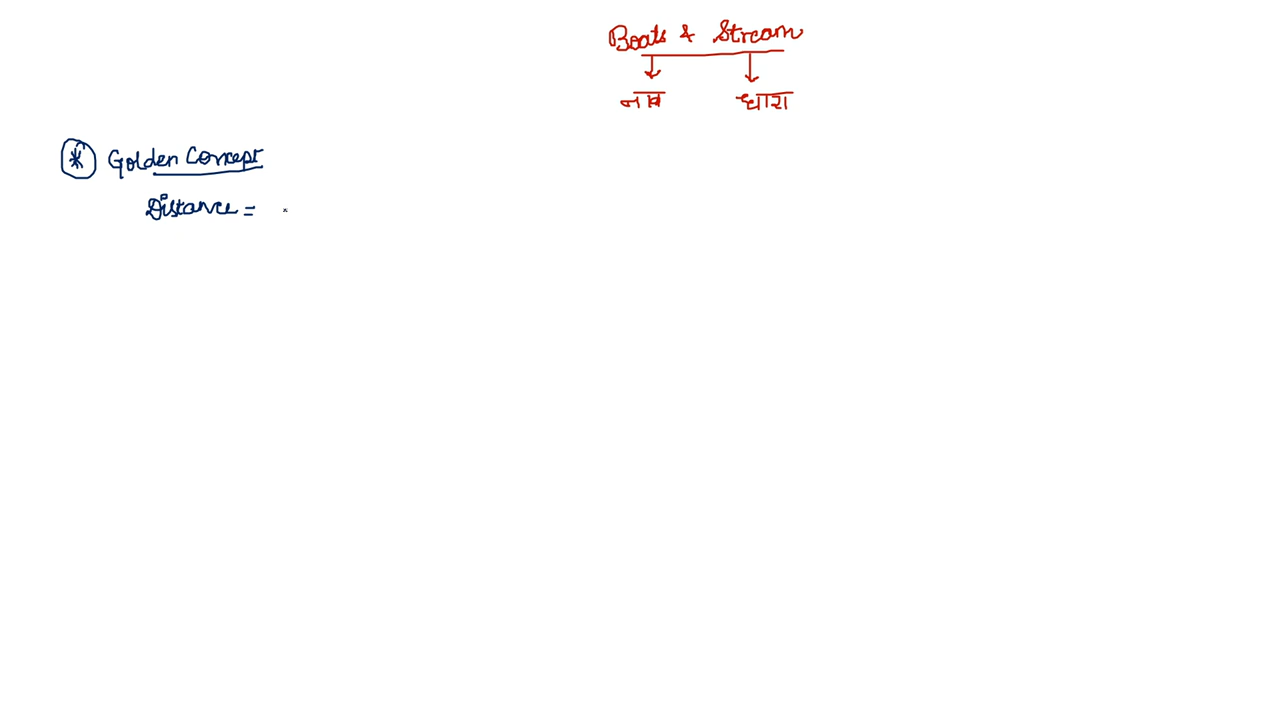 Boats & Stream
नाव धारा
* Golden Concept
Distance =